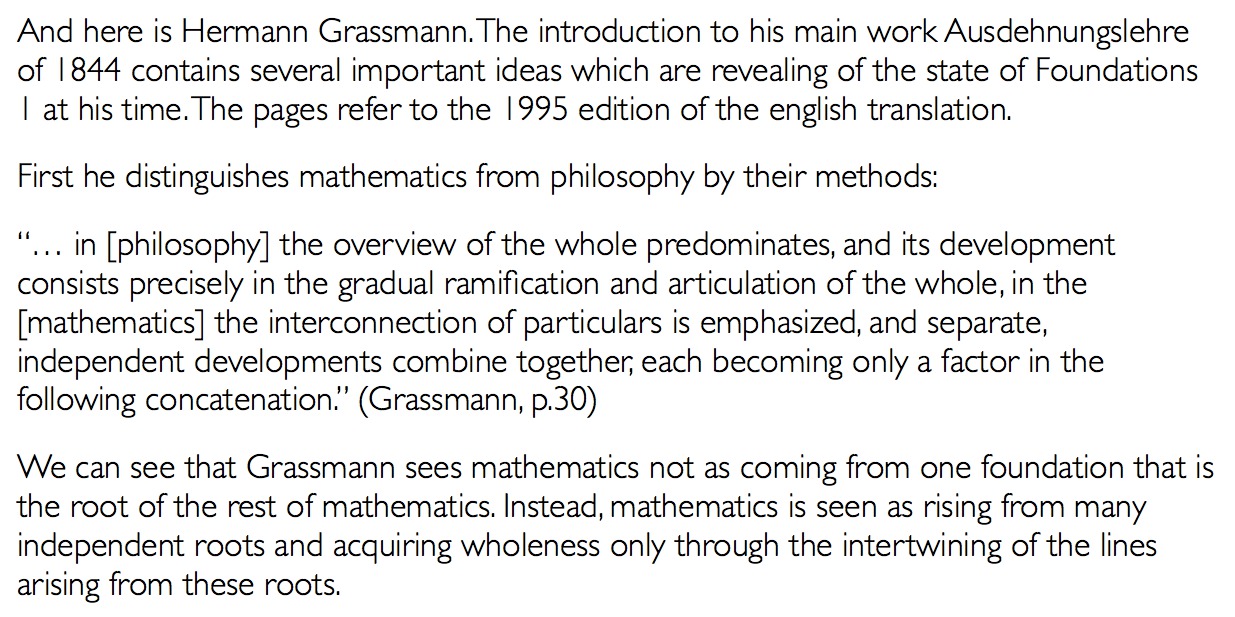 And here is Hermann Grassmann. The introduction to his main work Ausdehnungslehre
of 1844 contains several important ideas which are revealing of the state of Foundations
1 at his time. The pages refer to the 1995 edition of the english translation.
First he distinguishes mathematics from philosophy by their methods:
“… in [philosophy] the overview of the whole predominates, and its development
consists precisely in the gradual ramification and articulation of the whole, in the
[mathematics] the interconnection of particulars is emphasized, and separate,
independent developments combine together, each becoming only a factor in the
following concatenation.” (Grassmann, p.30)
We can see that Grassmann sees mathematics not as coming from one foundation that is
the root of the rest of mathematics. Instead, mathematics is seen as rising from many
independent roots and acquiring wholeness only through the intertwining of the lines
arising from these roots.